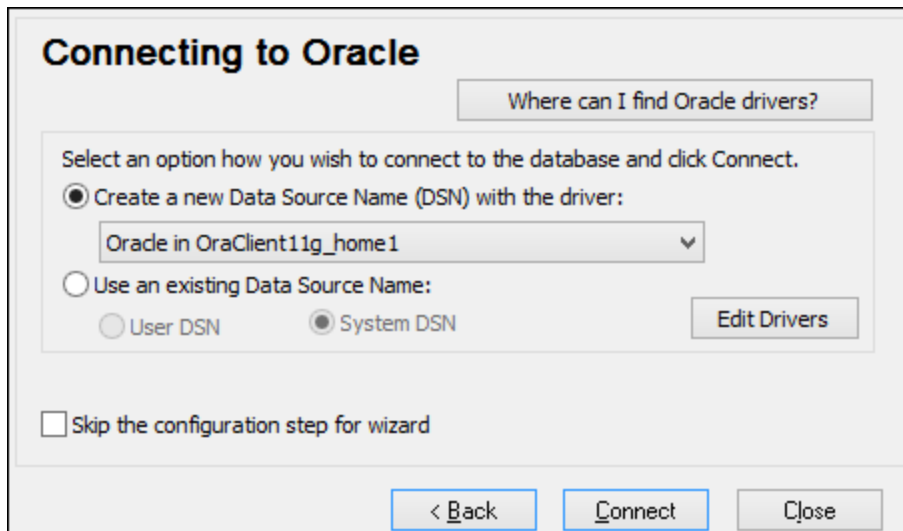 Connecting to Oracle
Where can I find Oracle drivers?
Select an option how you wish to connect to the database and click Connect.
Create a new Data Source Name (DSN) with the driver:
Oracle in OraClient11g_home1
Use an existing Data Source Name:
User DSN
System DSN
Edit Drivers
Skip the configuration step for wizard
< Back
Connect
Close